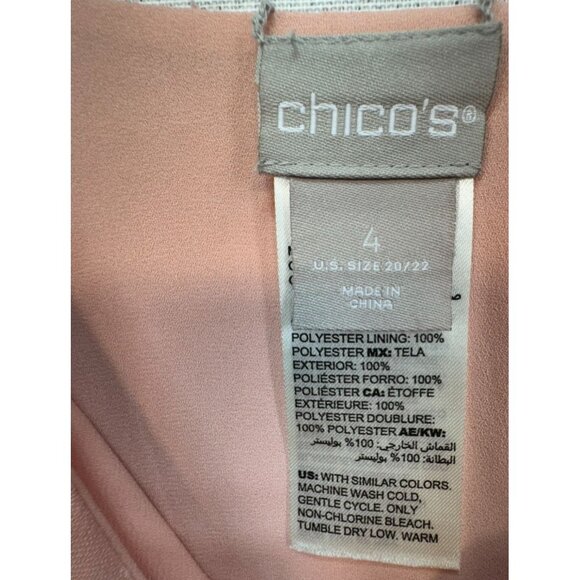 chico's®
4
U.S. SIZE 20/22
MADE IN
CHINA
POLYESTER LINING: 100%
POLYESTER MX: TELA
EXTERIOR: 100%
POLIÉSTER FORRO: 100%
POLIÉSTER CA: ÉTOFFE
EXTÉRIEURE: 100%
POLYESTER DOUBLURE:
100% POLYESTER AE/KW:
القماش الخارجي: 100% بوليستر
البطانة: 100% بوليستر
US: WITH SIMILAR COLORS.
MACHINE WASH COLD,
GENTLE CYCLE. ONLY
NON-CHLORINE BLEACH.
TUMBLE DRY LOW. WARM